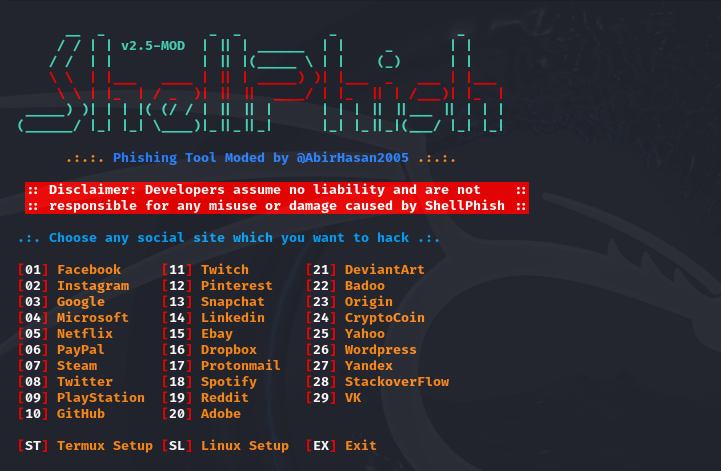 ShellPhish
v2.5-MOD
.:.:. Phishing Tool Moded by @AbirHasan2005 .:.:.
:: Disclaimer: Developers assume no liability and are not ::
:: responsible for any misuse or damage caused by ShellPhish ::
.:. Choose any social site which you want to hack .:.
[01] Facebook [11] Twitch [21] DeviantArt
[02] Instagram [12] Pinterest [22] Badoo
[03] Google [13] Snapchat [23] Origin
[04] Microsoft [14] Linkedin [24] CryptoCoin
[05] Netflix [15] Ebay [25] Yahoo
[06] PayPal [16] Dropbox [26] Wordpress
[07] Steam [17] Protonmail [27] Yandex
[08] Twitter [18] Spotify [28] StackoverFlow
[09] PlayStation [19] Reddit [29] VK
[10] GitHub [20] Adobe
[ST] Termux Setup [SL] Linux Setup [EX] Exit